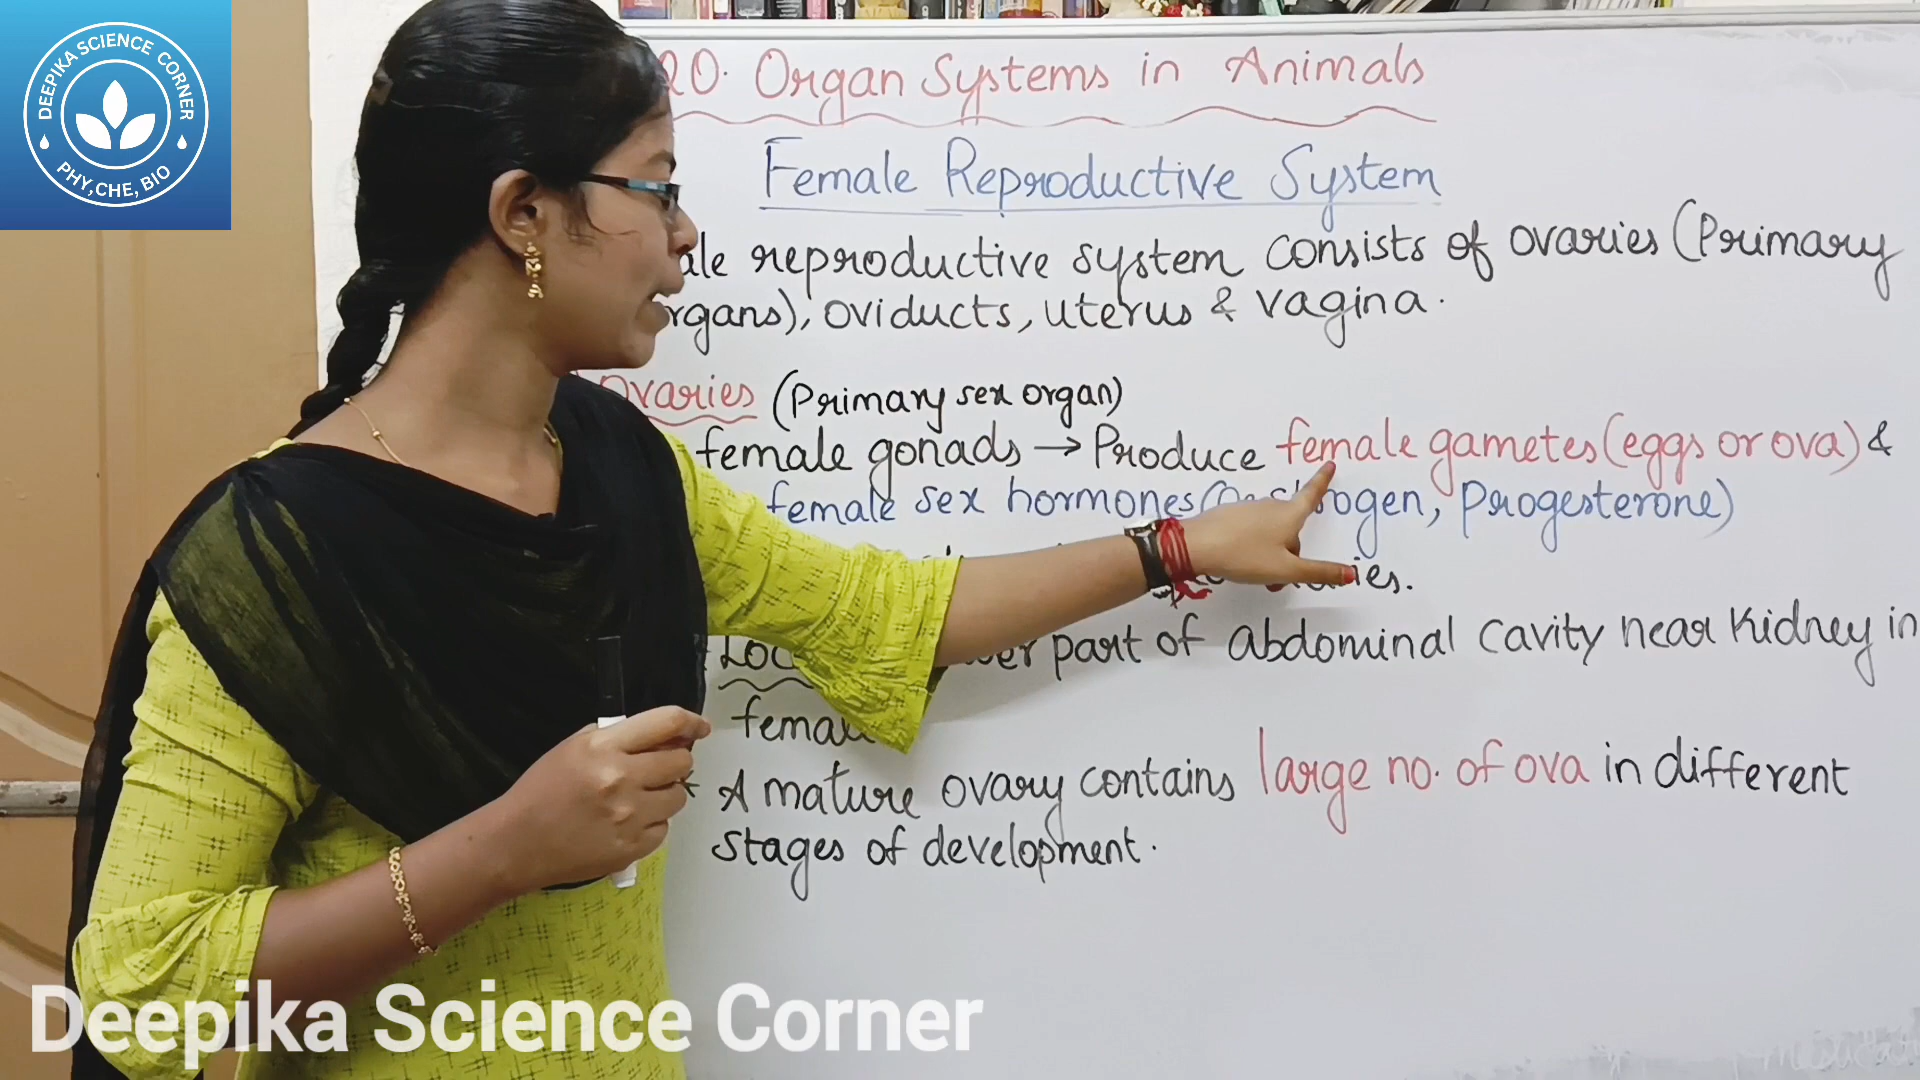 DEEPIKA SCIENCE CORNER
PHY,CHE, BIO
20. Organ Systems in Animals
Female Reproductive System
reproductive system consists of ovaries (Primary
organs), oviducts, uterus & vagina.
Ovaries (Primary sex organ)
female gonads → Produce female gametes (eggs or ova) &
female sex hormones (Oestrogen, Progesterone)
part of abdominal cavity near kidney in
* A mature ovary contains large no. of ova in different
stages of development.
Deepika Science Corner